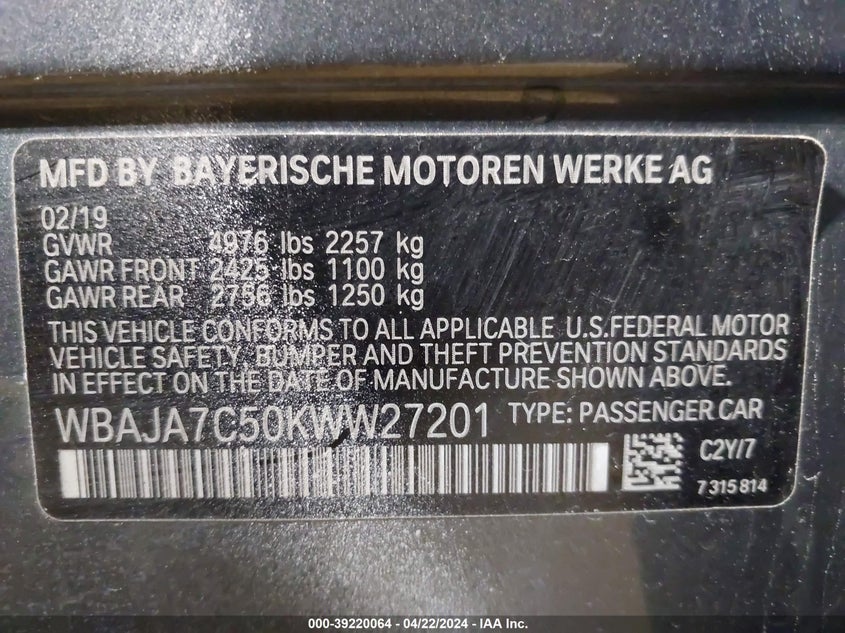 MFD BY BAYERISCHE MOTOREN WERKE AG
02/19
GVWR 4976 lbs 2257 kg
GAWR FRONT 2425 lbs 1100 kg
GAWR REAR 2756 lbs 1250 kg
THIS VEHICLE CONFORMS TO ALL APPLICABLE U.S.FEDERAL MOTOR
VEHICLE SAFETY, BUMPER AND THEFT PREVENTION STANDARDS
IN EFFECT ON THE DATE OF MANUFACTURE SHOWN ABOVE.
WBAJA7C50KWW27201 TYPE: PASSENGER CAR
C2Y/7
7 315 814
000-39220064 - 04/22/2024 - IAA Inc.